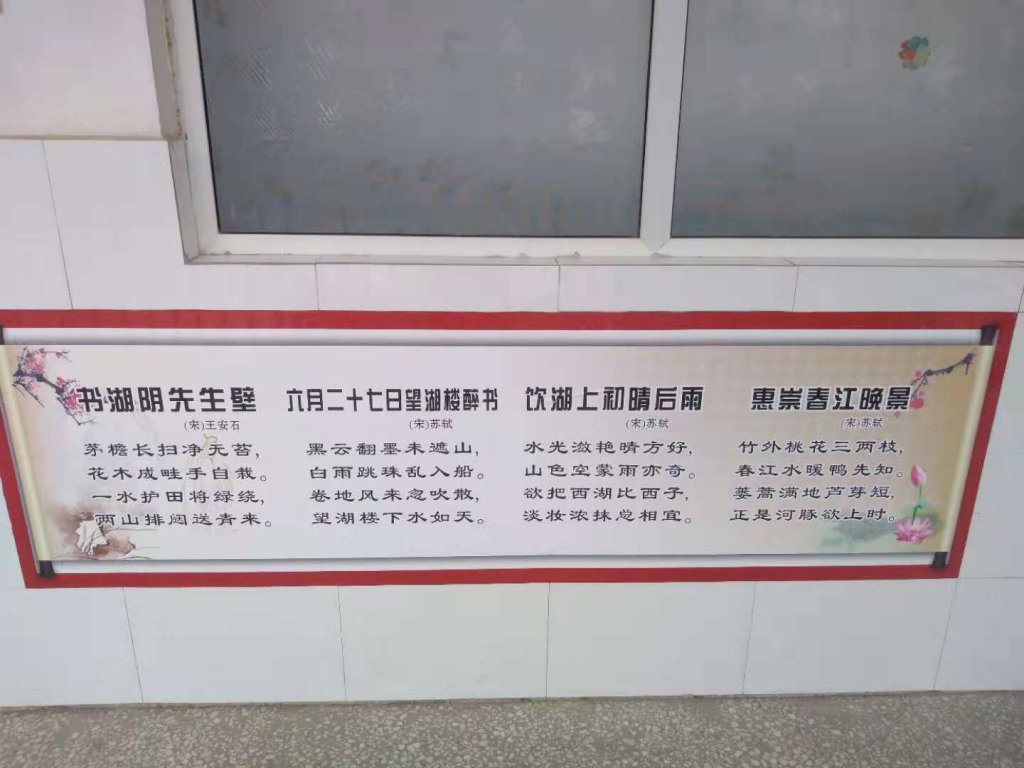 书湖阴先生壁
(宋)王安石
茅檐长扫净无苔,
花木成畦手自栽。
一水护田将绿绕,
两山排闼送青来。
六月二十七日望湖楼醉书
(宋)苏轼
黑云翻墨未遮山,
白雨跳珠乱入船。
卷地风来忽吹散,
望湖楼下水如天。
饮湖上初晴后雨
(宋)苏轼
水光潋艳晴方好,
山色空蒙雨亦奇。
欲把西湖比西子,
淡妆浓抹总相宜。
惠崇春江晚景
(宋)苏轼
竹外桃花三两枝,
春江水暖鸭先知。
蒌蒿满地芦芽短,
正是河豚欲上时。